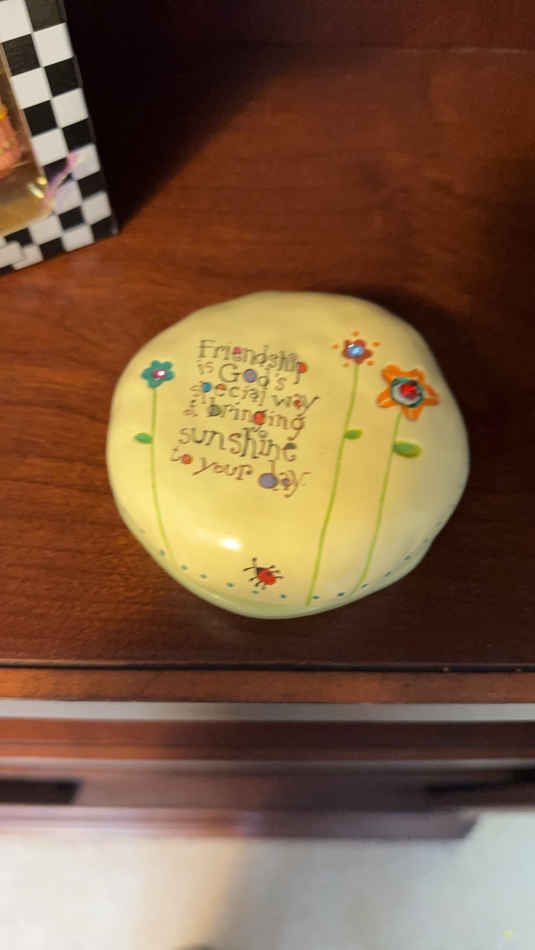 Friendship
is God's
special way
of bringing
sunshine
to your day.